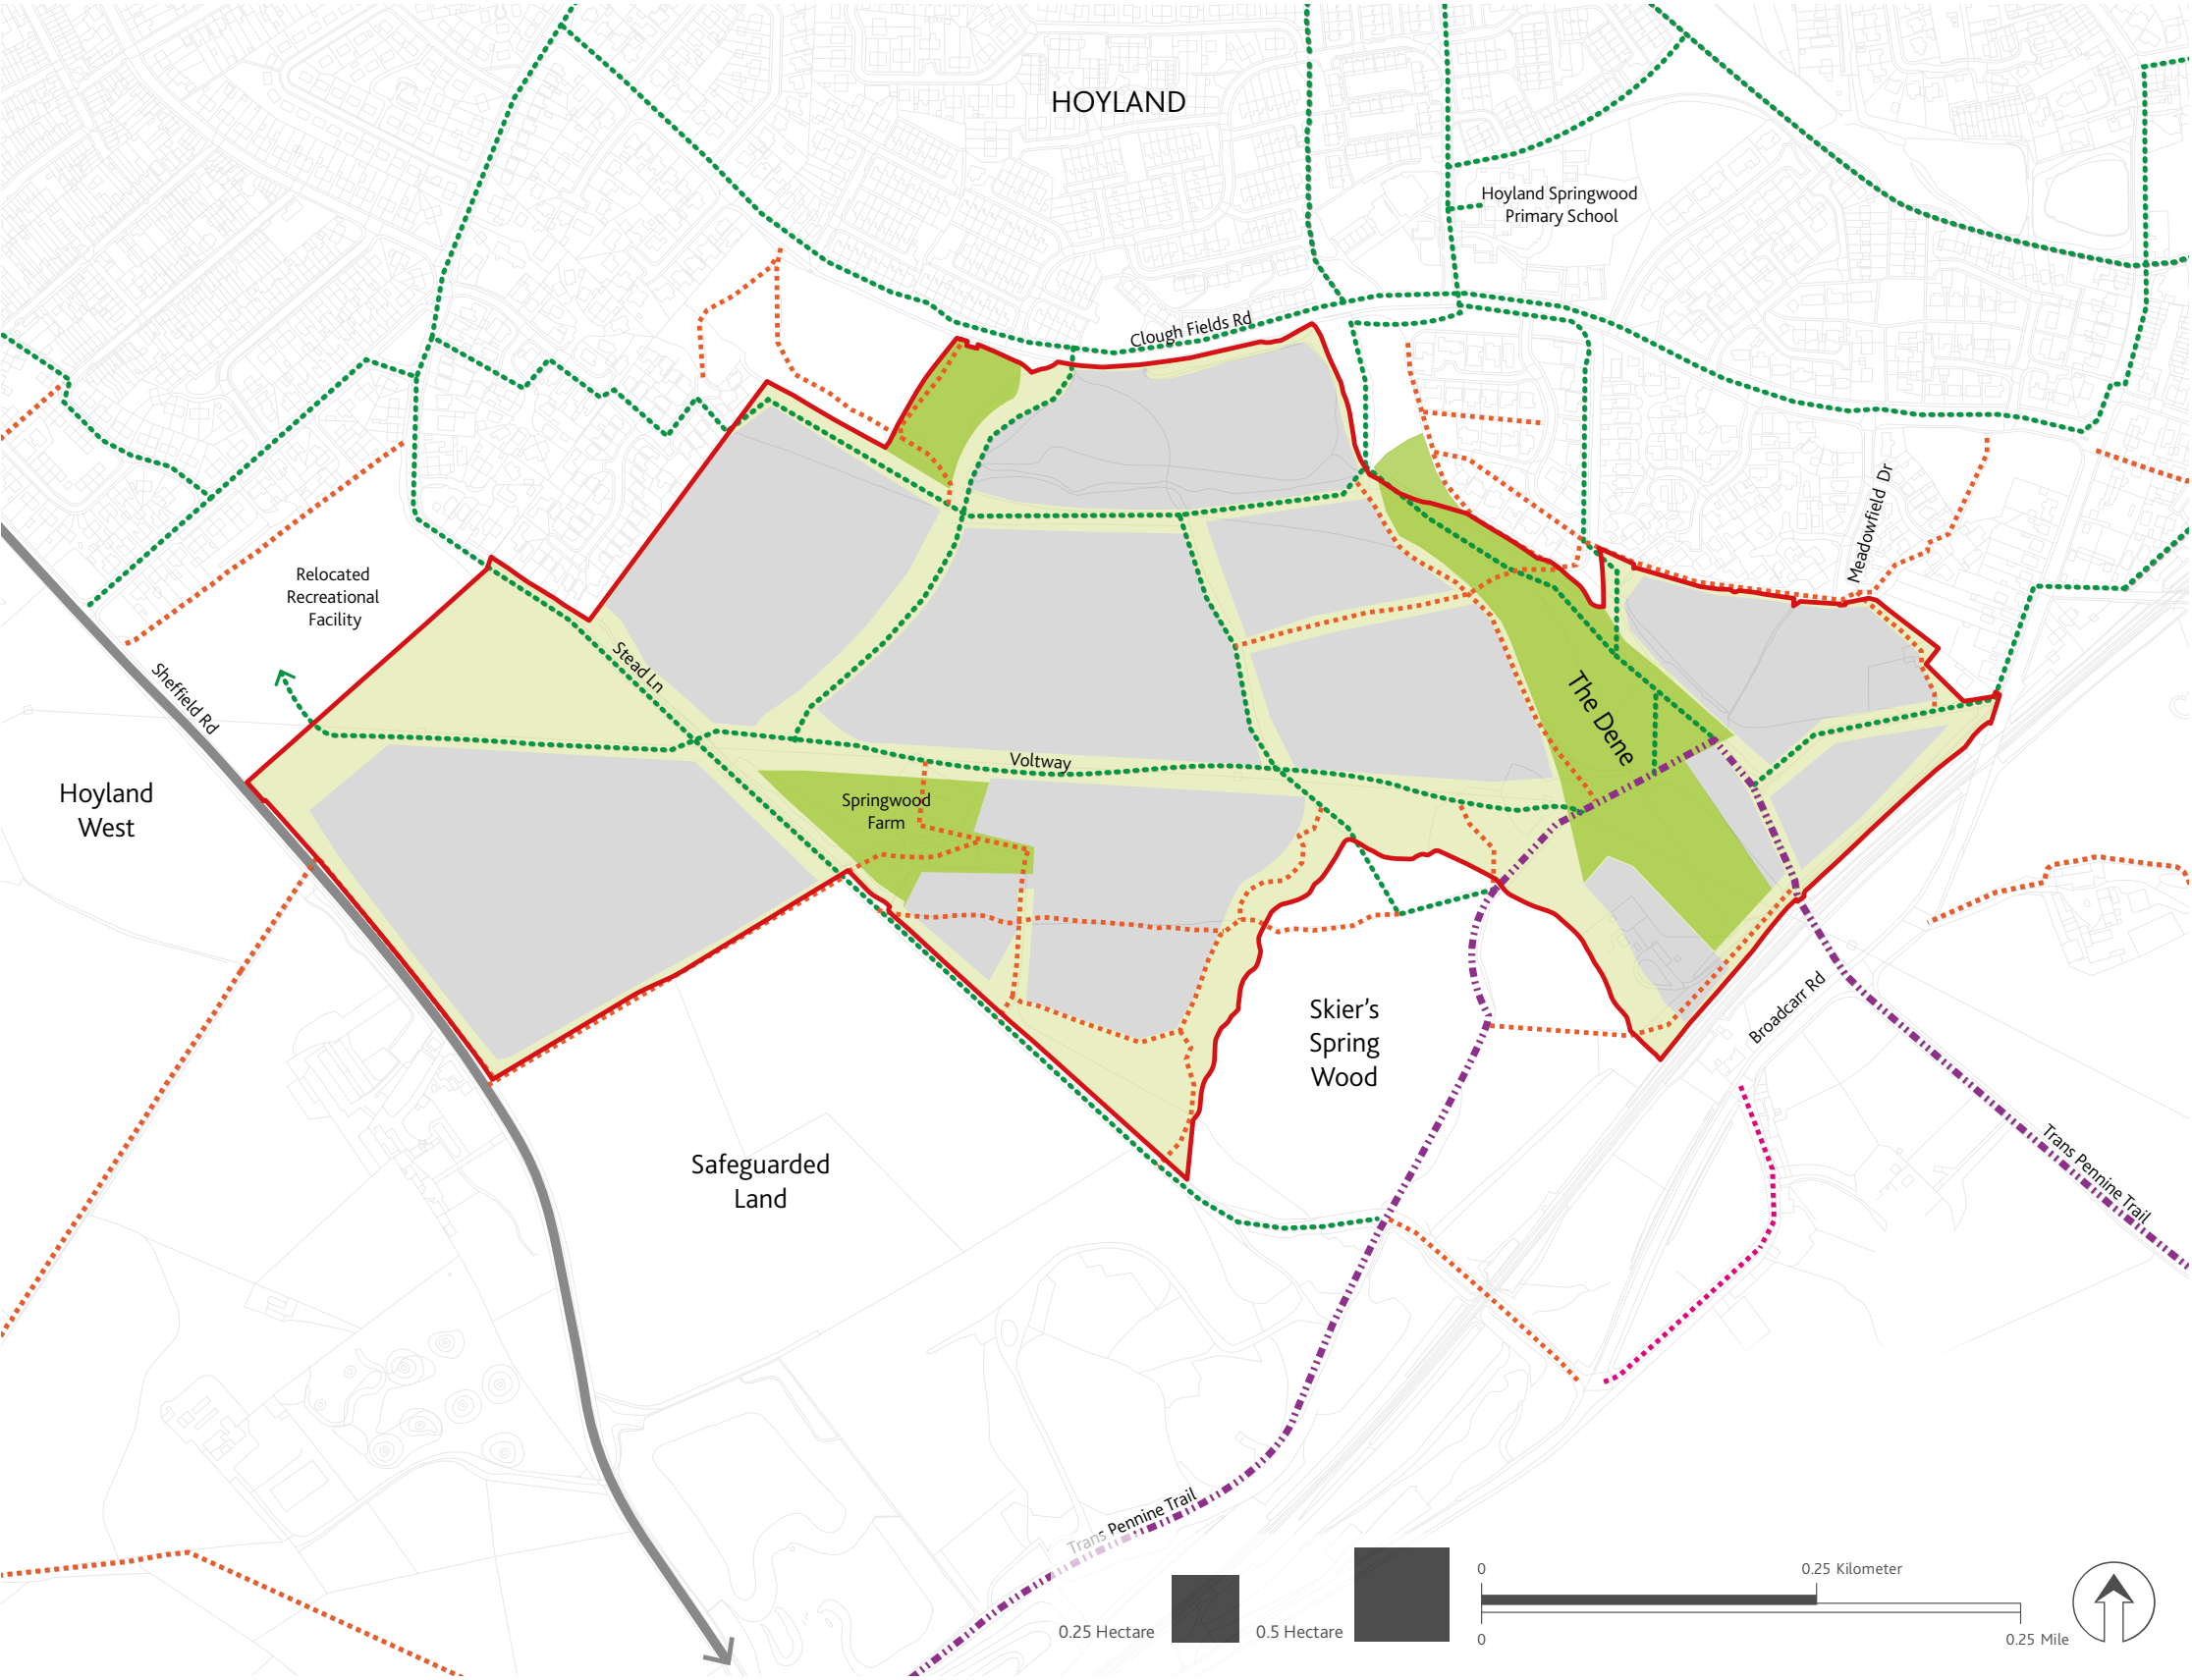 HOYLAND
Hoyland Springwood
Primary School
Clough Fields Rd
Meadowfield Dr
Relocated
Recreational
Facility
Stead Ln
Sheffield Rd
The Dene
Voltway
Hoyland
West
Springwood
Farm
Skier's
Spring
Wood
Broadcarr Rd
Safeguarded
Land
Trans Pennine Trail
Trans Pennine Trail
0.25 Hectare
0.5 Hectare
0
0.25 Kilometer
0
0.25 Mile